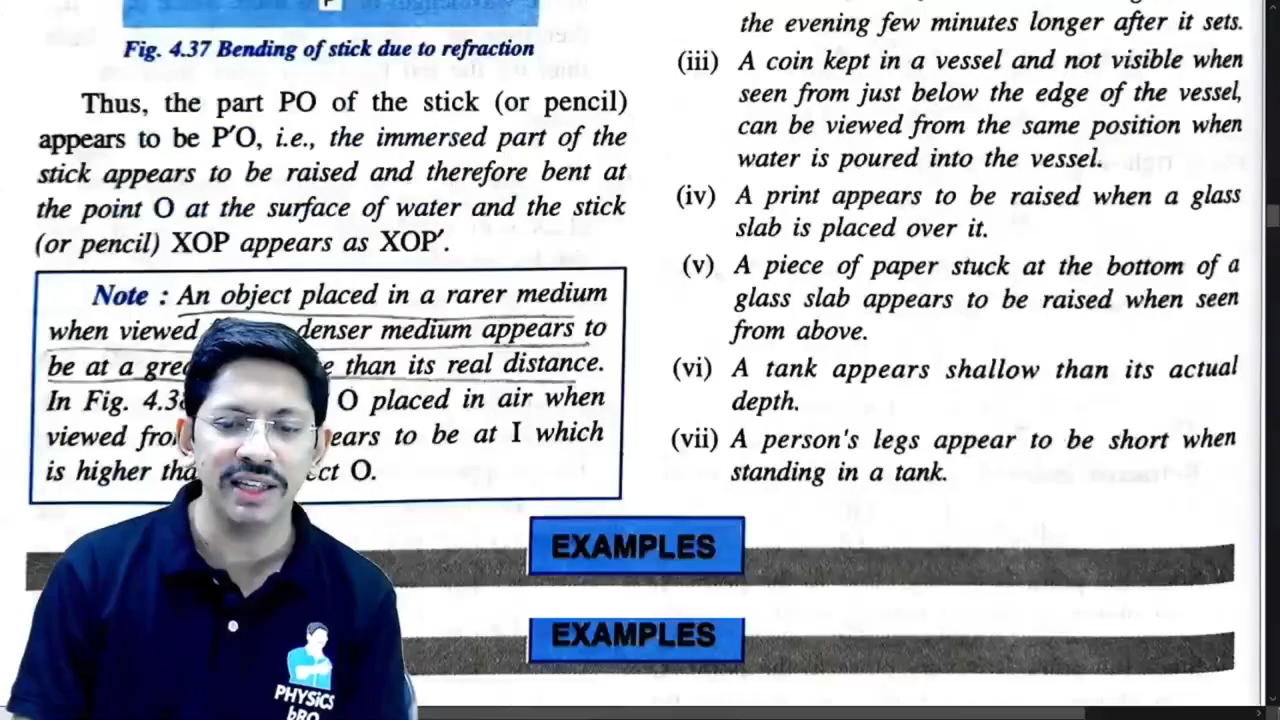 P
Fig. 4.37 Bending of stick due to refraction
Thus, the part PO of the stick (or pencil)
appears to be P′O, i.e., the immersed part of the
stick appears to be raised and therefore bent at
the point O at the surface of water and the stick
(or pencil) XOP appears as XOP′.
Note : An object placed in a rarer medium
when viewed denser medium appears to
be at a than its real distance.
In Fig. O placed in air when
viewed to be at I which
is higher O.
the evening few minutes longer after it sets.
(iii) A coin kept in a vessel and not visible when
seen from just below the edge of the vessel,
can be viewed from the same position when
water is poured into the vessel.
(iv) A print appears to be raised when a glass
slab is placed over it.
(v) A piece of paper stuck at the bottom of a
glass slab appears to be raised when seen
from above.
(vi) A tank appears shallow than its actual
depth.
(vii) A person's legs appear to be short when
standing in a tank.
EXAMPLES
EXAMPLES
PHYSiCS
bRO